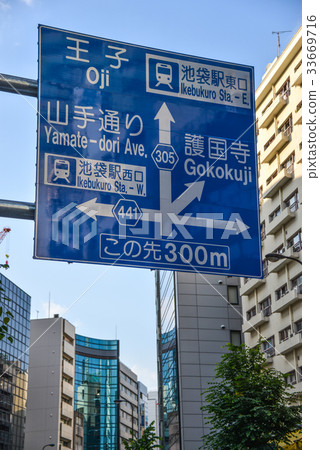 王子
Oji
池袋駅東口
Ikebukuro Sta. – E.
山手通り
Yamate–dori Ave.
305
護国寺
Gokokuji
池袋駅西口
Ikebukuro Sta. – W.
441
この先300m
PIXTA
33669716